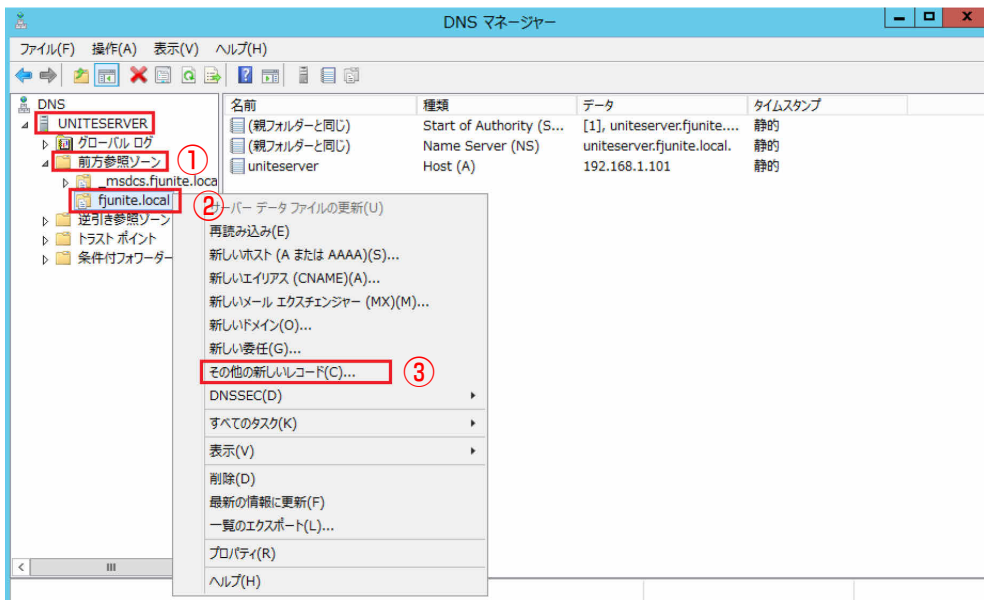 DNS マネージャー
ファイル(F) 操作(A) 表示(V) ヘルプ(H)
DNS
UNITESERVER
グローバル ログ
前方参照ゾーン ①
_msdcs.fjunite.loca
fjunite.local ②
逆引き参照ゾーン
トラスト ポイント
条件付フォワーダー
名前 種類 データ タイムスタンプ
(親フォルダーと同じ) Start of Authority (S... [1], uniteserver.fjunite.... 静的
(親フォルダーと同じ) Name Server (NS) uniteserver.fjunite.local. 静的
uniteserver Host (A) 192.168.1.101 静的
サーバー データ ファイルの更新(U)
再読み込み(E)
新しいホスト (A または AAAA)(S)...
新しいエイリアス (CNAME)(A)...
新しいメール エクスチェンジャー (MX)(M)...
新しいドメイン(O)...
新しい委任(G)...
その他の新しいレコード(C)... ③
DNSSEC(D)
すべてのタスク(K)
表示(V)
削除(D)
最新の情報に更新(F)
一覧のエクスポート(L)...
プロパティ(R)
ヘルプ(H)